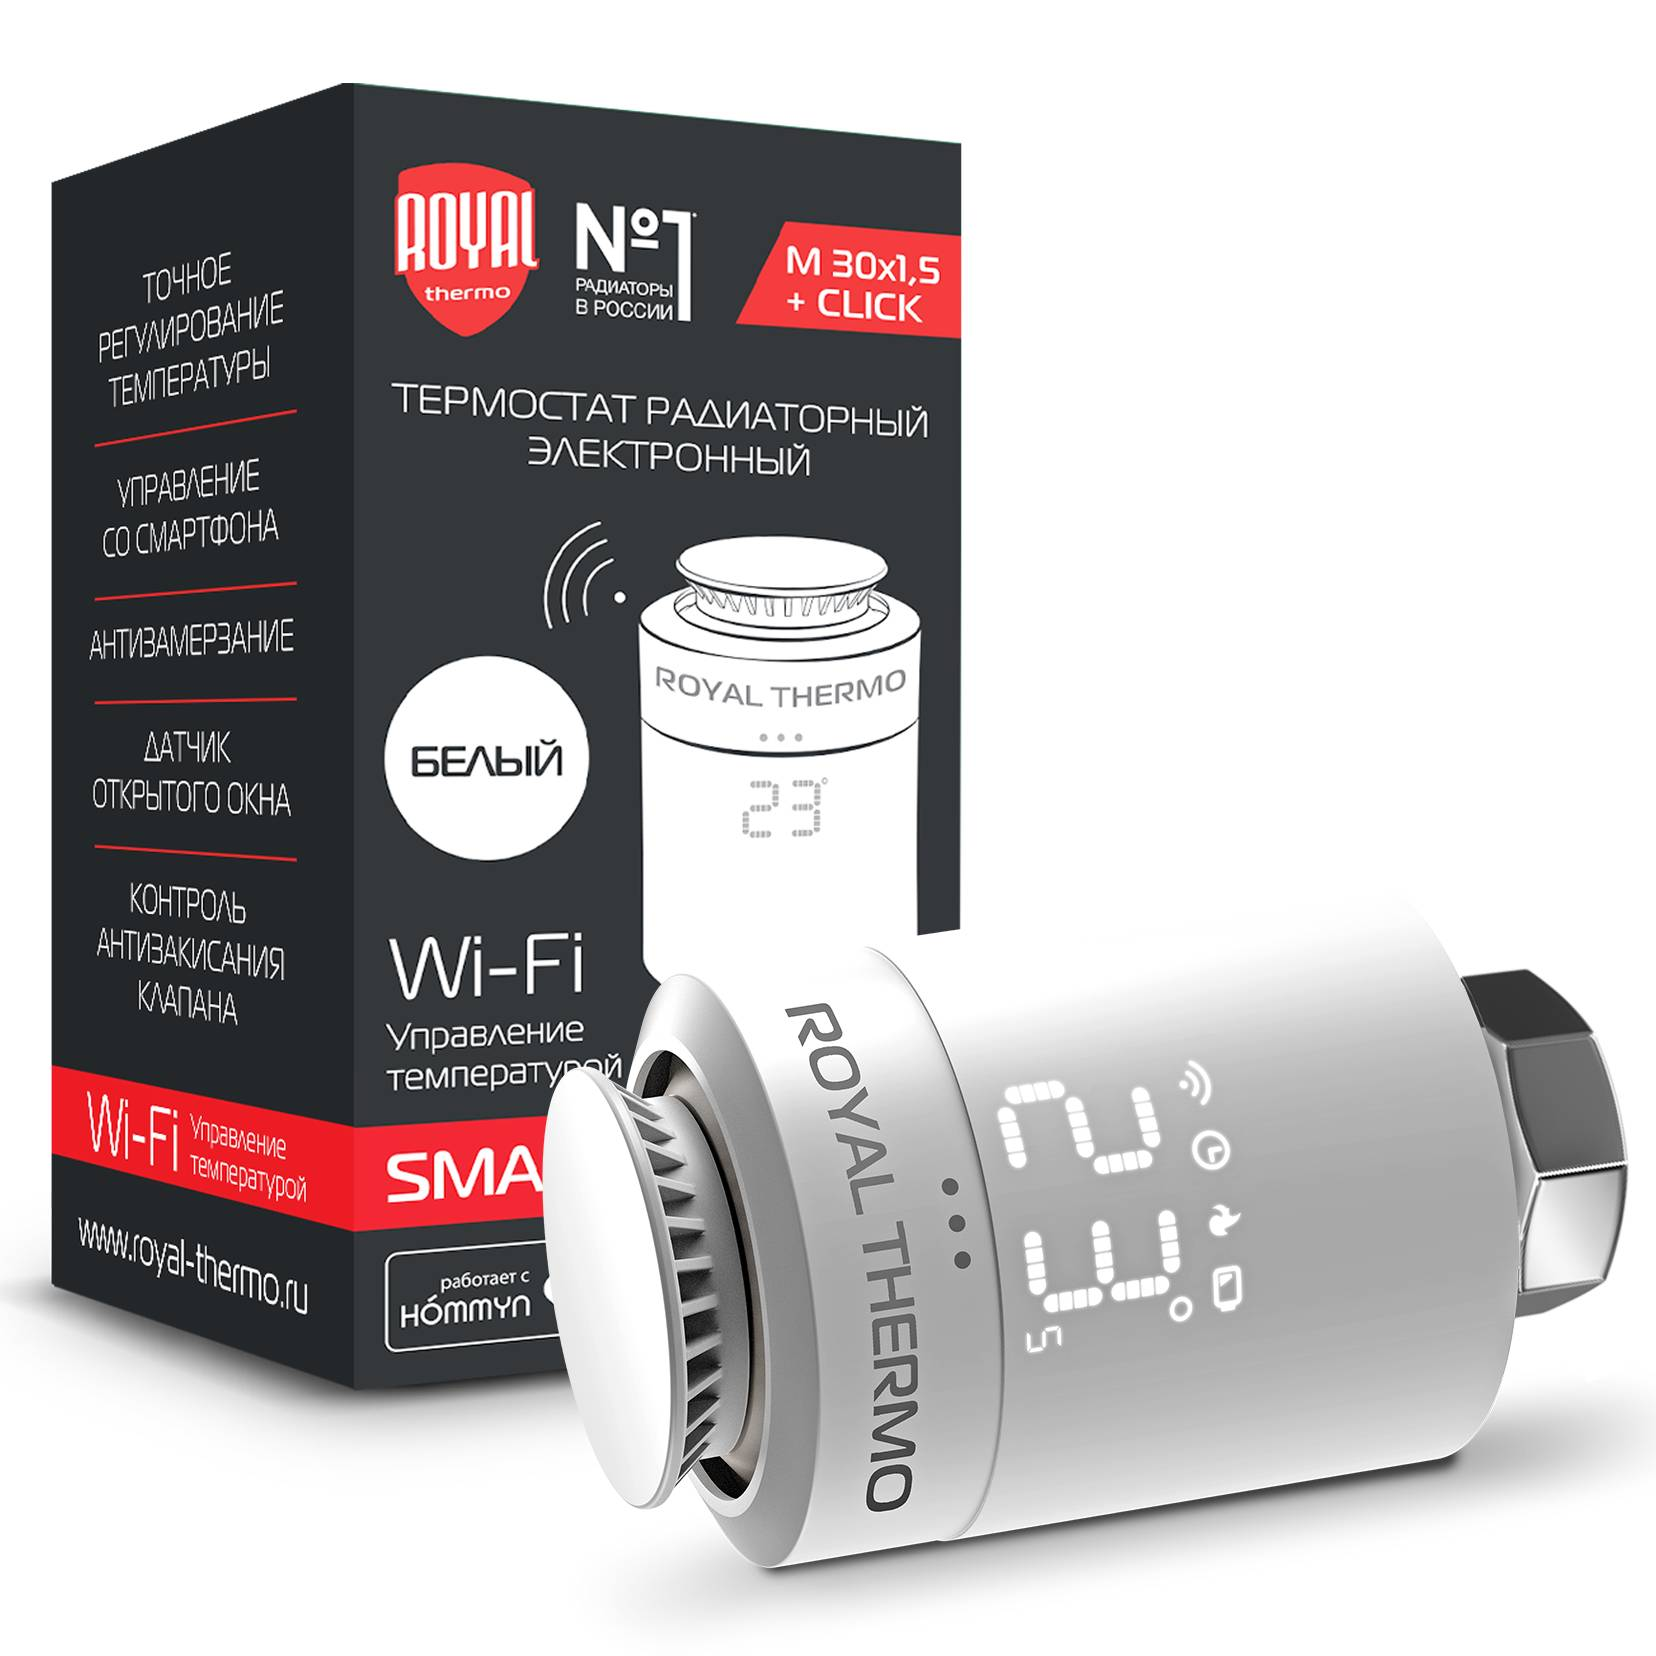 ТОЧНОЕ
РЕГУЛИРОВАНИЕ
ТЕМПЕРАТУРЫ
УПРАВЛЕНИЕ
СО СМАРТФОНА
АНТИЗАМЕРЗАНИЕ
ДАТЧИК
ОТКРЫТОГО ОКНА
КОНТРОЛЬ
АНТИЗАКИСАНИЯ
КЛАПАНА
Wi-Fi Управление
температурой
www.royal-thermo.ru
ROYAL
thermo
№1
РАДИАТОРЫ
В РОССИИ
M 30x1,5
+ CLICK
ТЕРМОСТАТ РАДИАТОРНЫЙ
ЭЛЕКТРОННЫЙ
ROYAL THERMO
23°
БЕЛЫЙ
Wi-Fi
Управление
температурой
SMA
работает с
HÓMMYN
ROYAL THERMO
23.5°